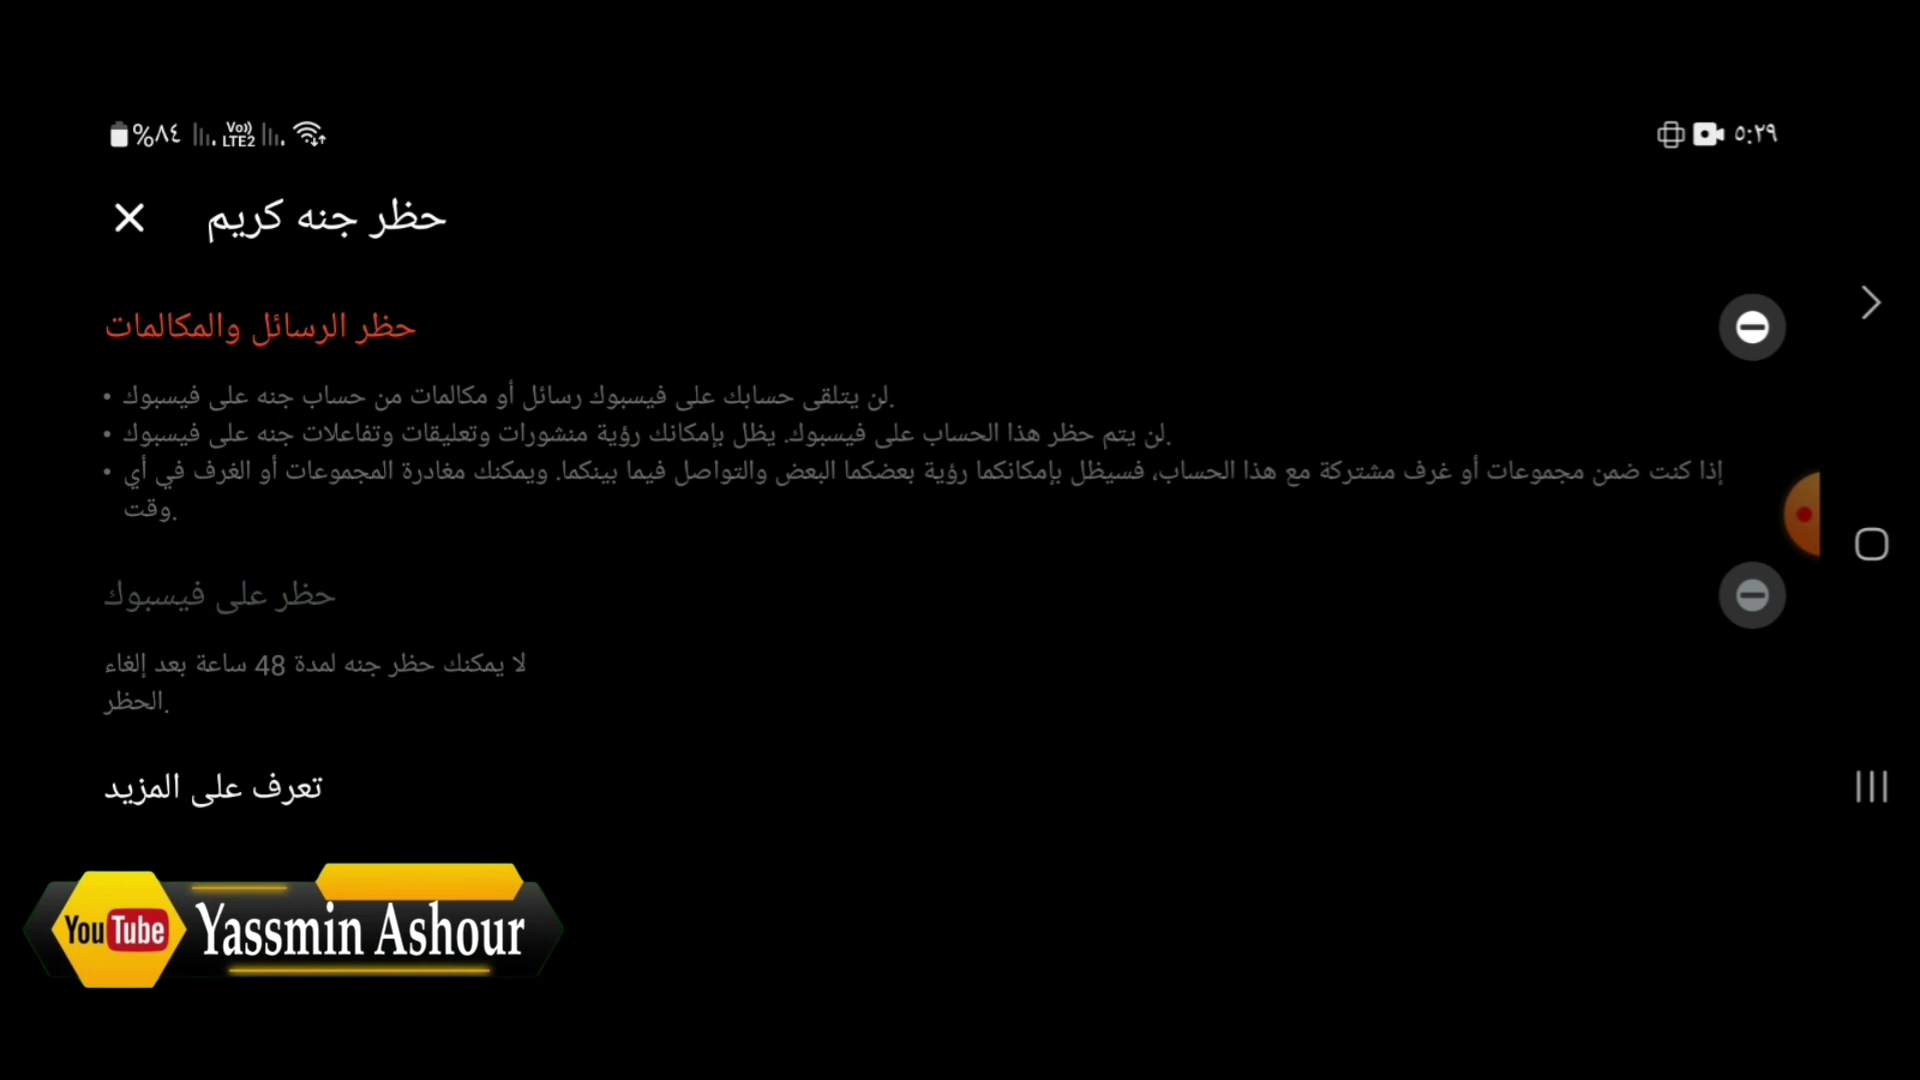 %٨٤ Vo)) LTE2 ٥:٢٩
حظر جنه كريم
حظر الرسائل والمكالمات
• لن يتلقى حسابك على فيسبوك رسائل أو مكالمات من حساب جنه على فيسبوك.
• لن يتم حظر هذا الحساب على فيسبوك. يظل بإمكانك رؤية منشورات وتعليقات وتفاعلات جنه على فيسبوك.
• إذا كنت ضمن مجموعات أو غرف مشتركة مع هذا الحساب، فسيظل بإمكانكما رؤية بعضكما البعض والتواصل فيما بينكما. ويمكنك مغادرة المجموعات أو الغرف في أي
وقت.
حظر على فيسبوك
لا يمكنك حظر جنه لمدة 48 ساعة بعد إلغاء
الحظر.
تعرف على المزيد
YouTube Yassmin Ashour